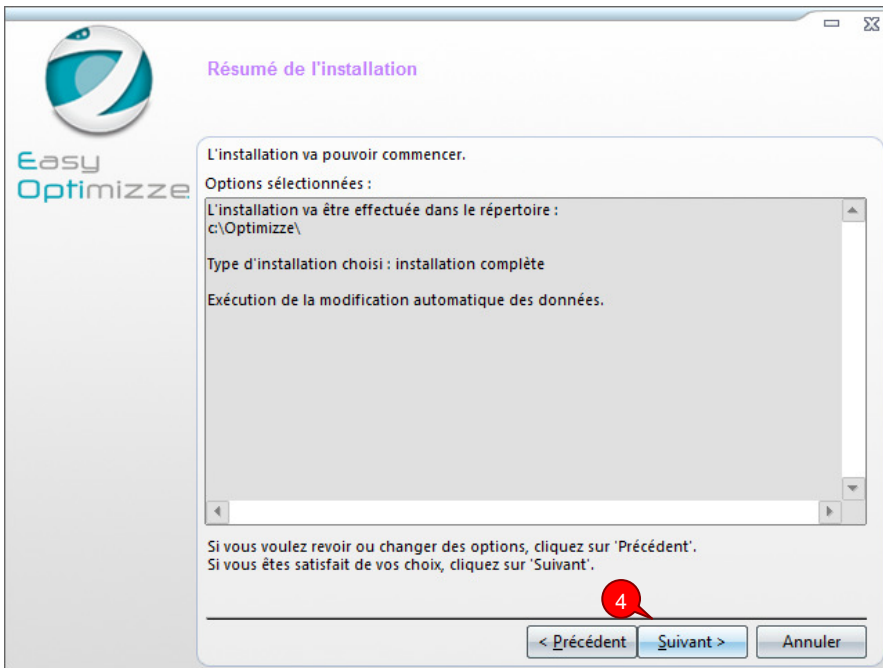 Résumé de l'installation
Easy
Optimizze
L'installation va pouvoir commencer.
Options sélectionnées :
L'installation va être effectuée dans le répertoire :
c:\Optimizze\
Type d'installation choisi : installation complète
Exécution de la modification automatique des données.
Si vous voulez revoir ou changer des options, cliquez sur 'Précédent'.
Si vous êtes satisfait de vos choix, cliquez sur 'Suivant'.
4
< Précédent
Suivant >
Annuler